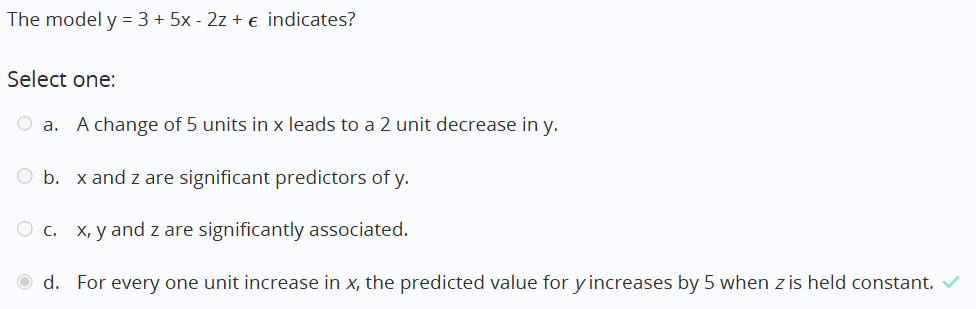 The model y = 3 + 5x - 2z + ϵ indicates?
Select one:
a. A change of 5 units in x leads to a 2 unit decrease in y.
b. x and z are significant predictors of y.
c. x, y and z are significantly associated.
d. For every one unit increase in x, the predicted value for y increases by 5 when z is held constant. ✓